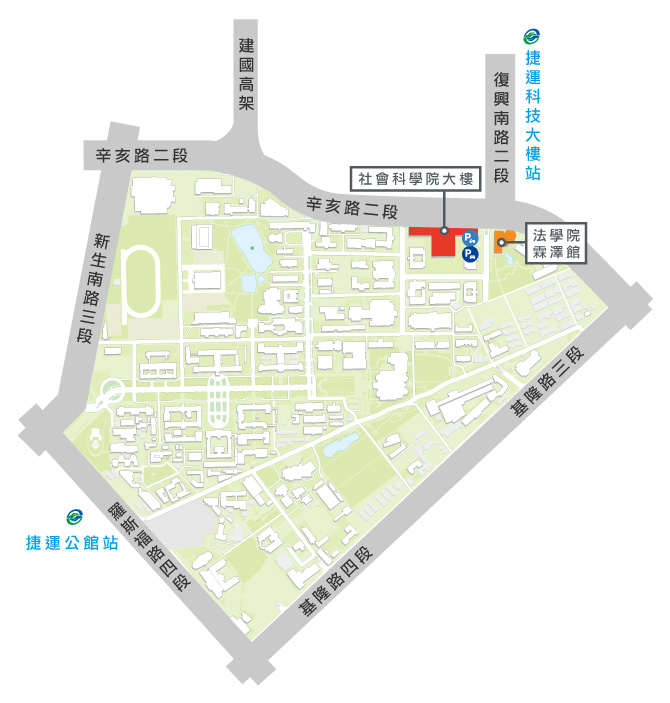 建國高架
捷運科技大樓站
復興南路二段
辛亥路二段
社會科學院大樓
辛亥路二段
法學院
霖澤館
新生南路三段
P
P
基隆路三段
捷運公館站
羅斯福路四段
基隆路四段